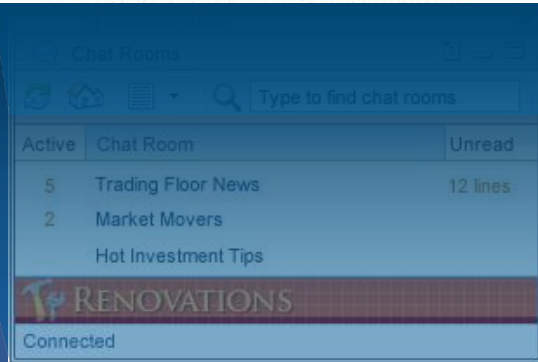 Chat Rooms
Type to find chat rooms
Active Chat Room Unread
5 Trading Floor News 12 lines
2 Market Movers
Hot Investment Tips
RENOVATIONS
Connected